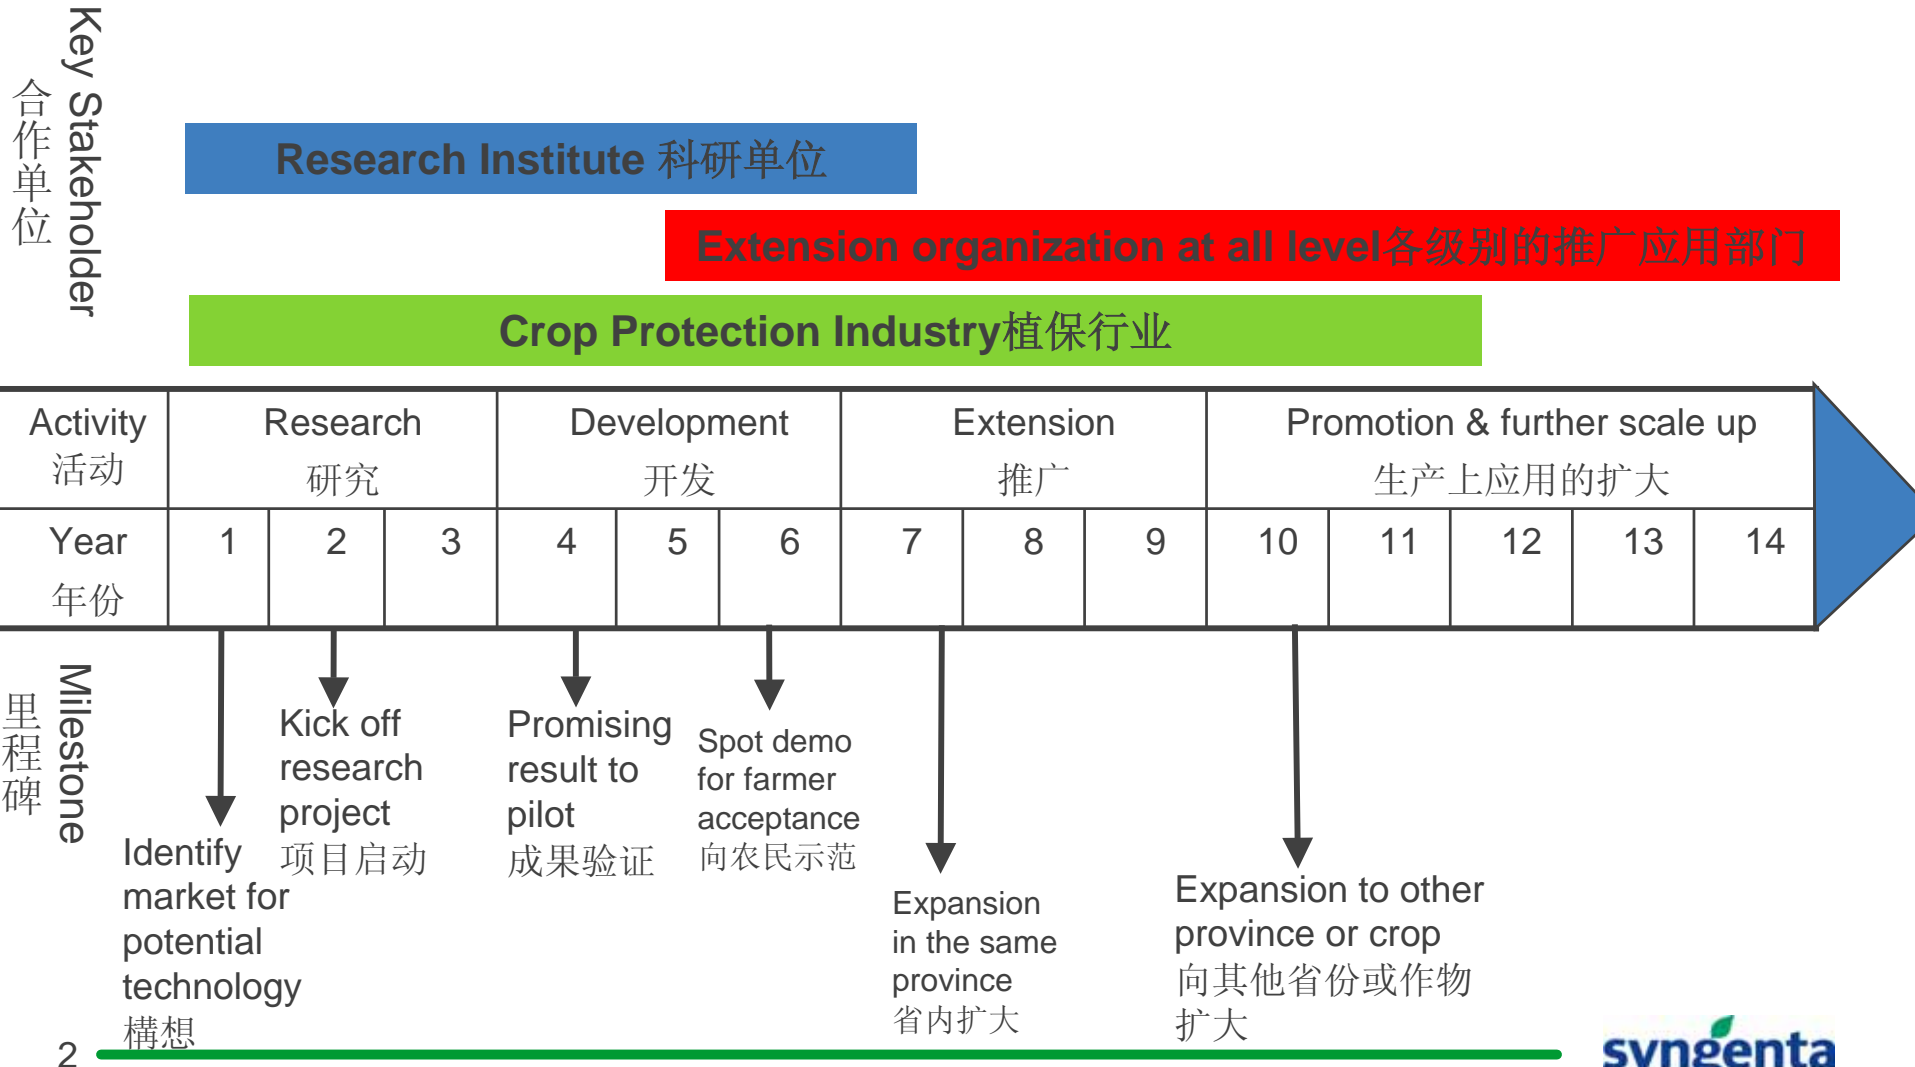 Key Stakeholder
合作单位
Research Institute 科研单位
Extension organization at all level各级别的推广应用部门
Crop Protection Industry植保行业
Activity
活动
Research
研究
Development
开发
Extension
推广
Promotion & further scale up
生产上应用的扩大
Year
年份
1 2 3 4 5 6 7 8 9 10 11 12 13 14
Milestone
里程碑
Identify
market for
potential
technology
構想
Kick off
research
project
项目启动
Promising
result to
pilot
成果验证
Spot demo
for farmer
acceptance
向农民示范
Expansion
in the same
province
省内扩大
Expansion to other
province or crop
向其他省份或作物
扩大
2
syngenta